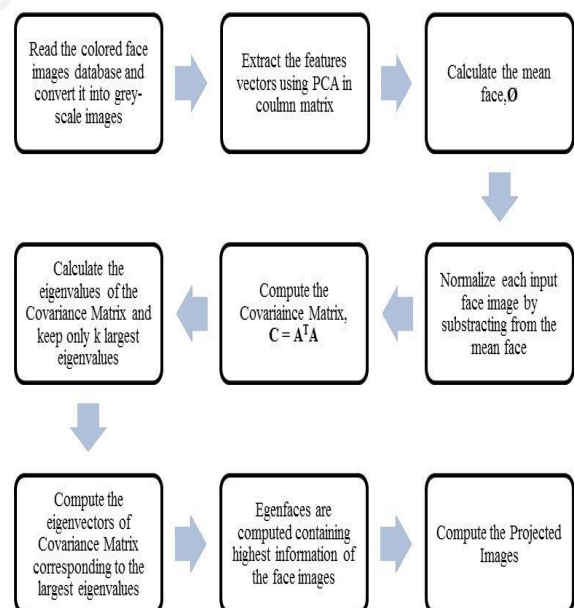 Read the colored face
images database and
convert it into grey-
scale images
Extract the features
vectors using PCA in
coulmn matrix
Calculate the mean
face,Ø
Normalize each input
face image by
substracting from the
mean face
Compute the
Covariaince Matrix,
C = AᵀA
Calculate the
eigenvalues of the
Covariance Matrix and
keep only k largest
eigenvalues
Compute the
eigenvectors of
Covariance Matrix
corresponding to the
largest eigenvalues
Egenfaces are
computed containing
highest information of
the face images
Compute the Projected
Images